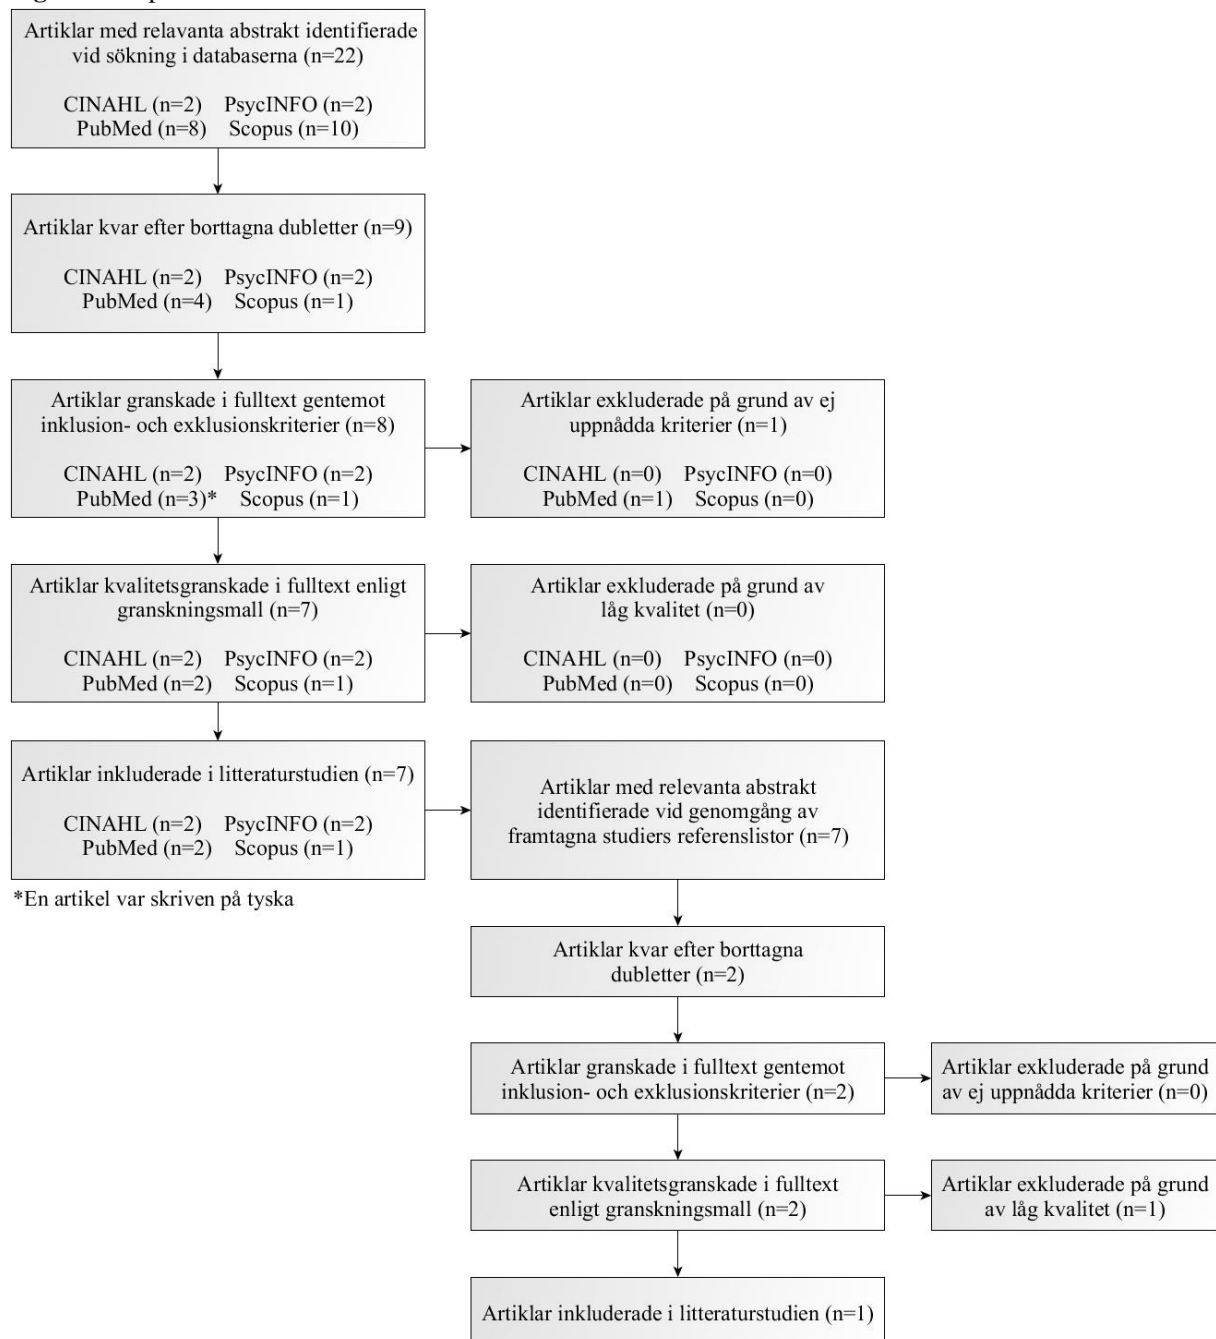 Artiklar med relavanta abstrakt identifierade
vid sökning i databaserna (n=22)
CINAHL (n=2) PsycINFO (n=2)
PubMed (n=8) Scopus (n=10)
Artiklar kvar efter borttagna dubletter (n=9)
CINAHL (n=2) PsycINFO (n=2)
PubMed (n=4) Scopus (n=1)
Artiklar granskade i fulltext gentemot
inklusion- och exklusionskriterier (n=8)
CINAHL (n=2) PsycINFO (n=2)
PubMed (n=3)* Scopus (n=1)
Artiklar exkluderade på grund av ej
uppnådda kriterier (n=1)
CINAHL (n=0) PsycINFO (n=0)
PubMed (n=1) Scopus (n=0)
Artiklar kvalitetsgranskade i fulltext enligt
granskningsmall (n=7)
CINAHL (n=2) PsycINFO (n=2)
PubMed (n=2) Scopus (n=1)
Artiklar exkluderade på grund av
låg kvalitet (n=0)
CINAHL (n=0) PsycINFO (n=0)
PubMed (n=0) Scopus (n=0)
Artiklar inkluderade i litteraturstudien (n=7)
CINAHL (n=2) PsycINFO (n=2)
PubMed (n=2) Scopus (n=1)
Artiklar med relevanta abstrakt
identifierade vid genomgång av
framtagna studiers referenslistor (n=7)
*En artikel var skriven på tyska
Artiklar kvar efter borttagna
dubletter (n=2)
Artiklar granskade i fulltext gentemot
inklusion- och exklusionskriterier (n=2)
Artiklar exkluderade på grund
av ej uppnådda kriterier (n=0)
Artiklar kvalitetsgranskade i fulltext
enligt granskningsmall (n=2)
Artiklar exkluderade på grund
av låg kvalitet (n=1)
Artiklar inkluderade i litteraturstudien (n=1)